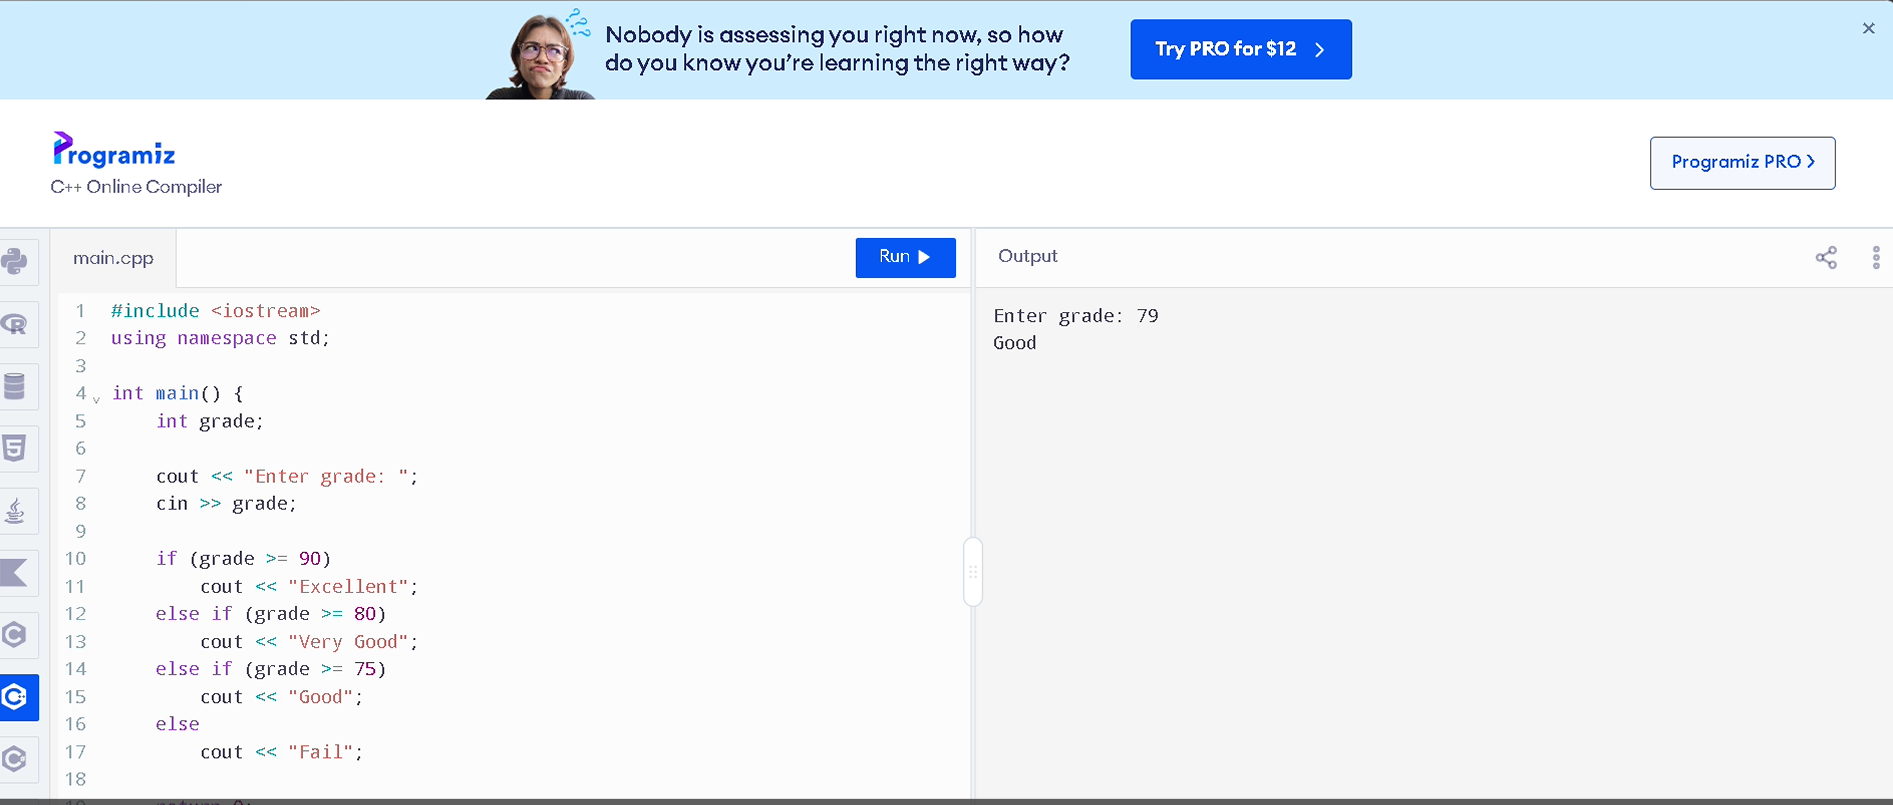 Nobody is assessing you right now, so how
do you know you're learning the right way?
Try PRO for $12
Programiz
C++ Online Compiler
Programiz PRO
main.cpp
Run
Output
1 #include <iostream>
2 using namespace std;
3
4 int main() {
5 int grade;
6
7 cout << "Enter grade: ";
8 cin >> grade;
9
10 if (grade >= 90)
11 cout << "Excellent";
12 else if (grade >= 80)
13 cout << "Very Good";
14 else if (grade >= 75)
15 cout << "Good";
16 else
17 cout << "Fail";
18
Enter grade: 79
Good